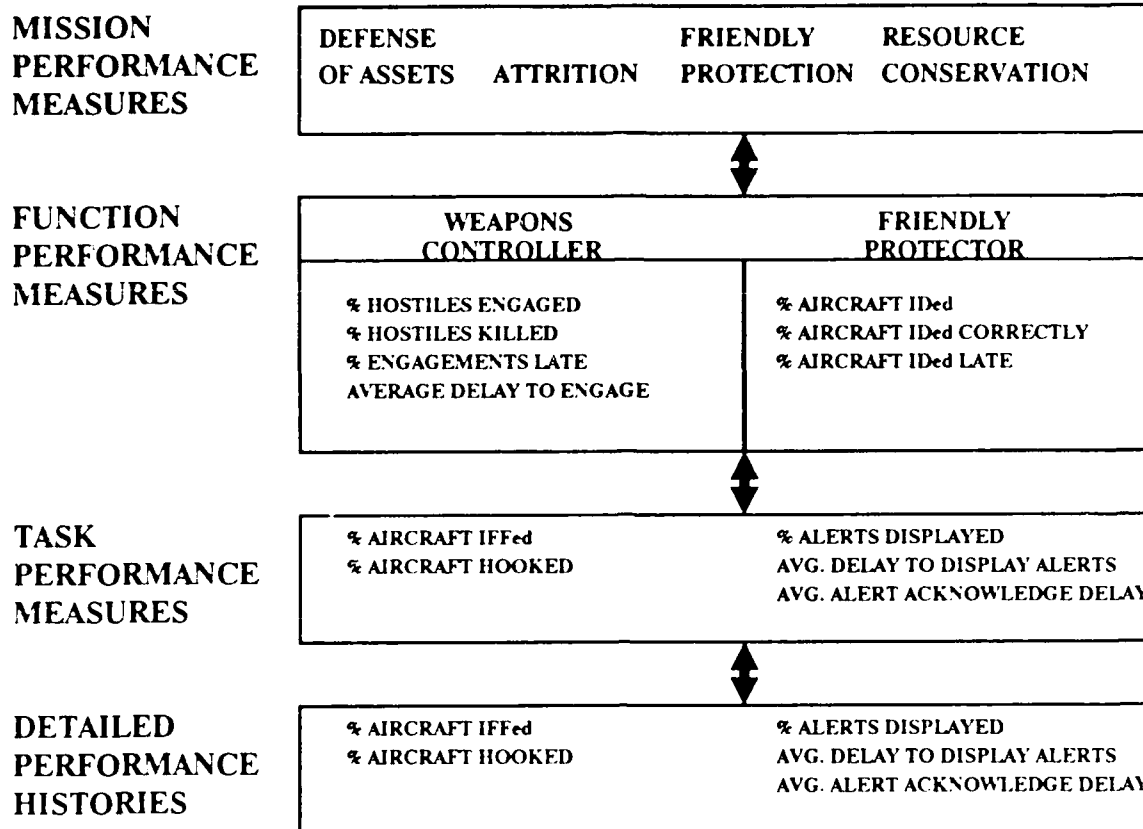 MISSION
PERFORMANCE
MEASURES
DEFENSE
OF ASSETS
ATTRITION
FRIENDLY
PROTECTION
RESOURCE
CONSERVATION
FUNCTION
PERFORMANCE
MEASURES
WEAPONS
CONTROLLER
% HOSTILES ENGAGED
% HOSTILES KILLED
% ENGAGEMENTS LATE
AVERAGE DELAY TO ENGAGE
FRIENDLY
PROTECTOR
% AIRCRAFT IDed
% AIRCRAFT IDed CORRECTLY
% AIRCRAFT IDed LATE
TASK
PERFORMANCE
MEASURES
% AIRCRAFT IFFed
% AIRCRAFT HOOKED
% ALERTS DISPLAYED
AVG. DELAY TO DISPLAY ALERTS
AVG. ALERT ACKNOWLEDGE DELAY
DETAILED
PERFORMANCE
HISTORIES
% AIRCRAFT IFFed
% AIRCRAFT HOOKED
% ALERTS DISPLAYED
AVG. DELAY TO DISPLAY ALERTS
AVG. ALERT ACKNOWLEDGE DELAY